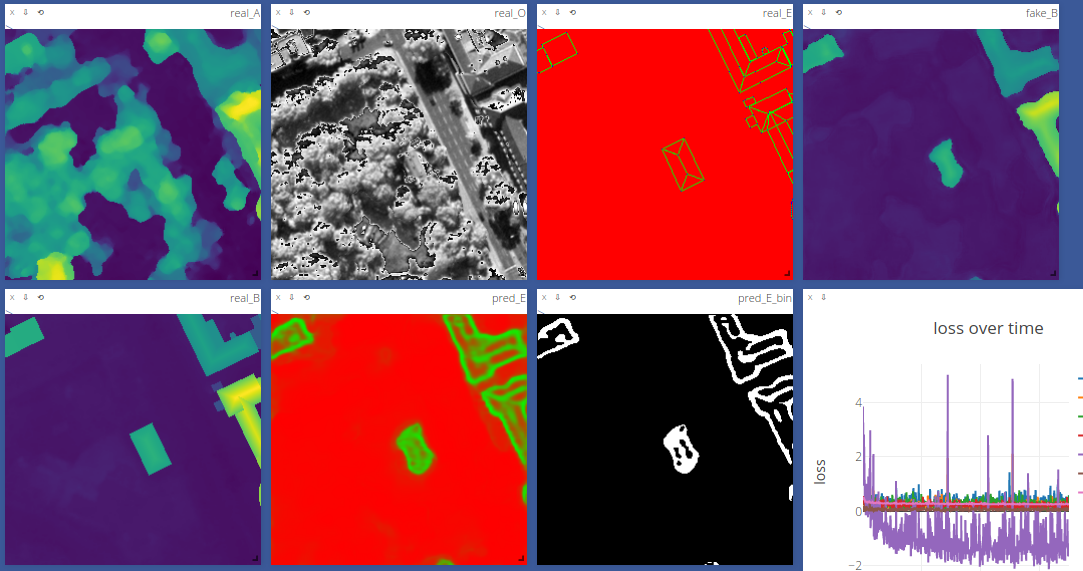 real_A
real_O
real_E
fake_B
real_B
pred_E
pred_E_bin
loss over time
4
2
0
−2
loss